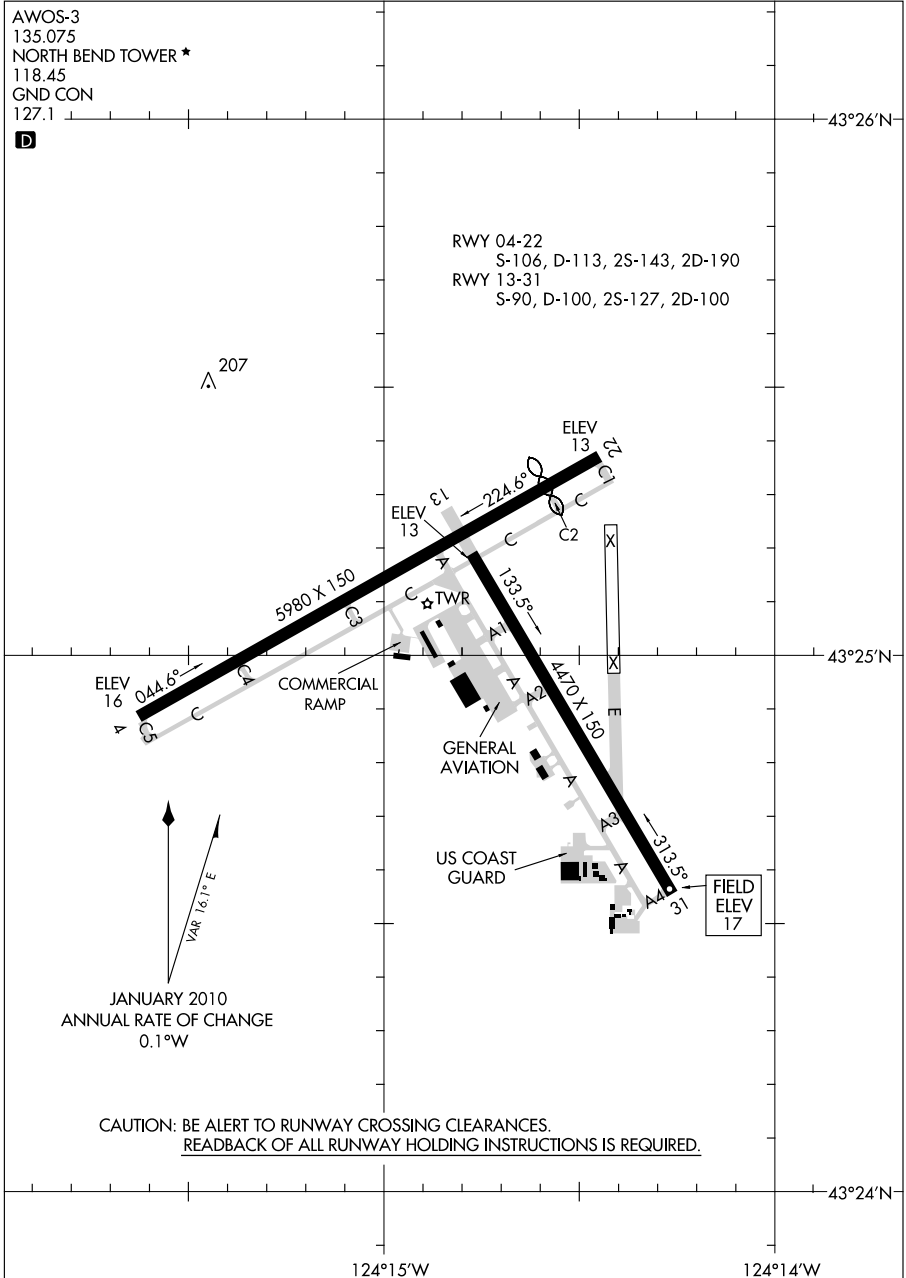 AWOS-3
135.075
NORTH BEND TOWER ★
118.45
GND CON
127.1
D
43°26'N
RWY 04-22
S-106, D-113, 2S-143, 2D-190
RWY 13-31
S-90, D-100, 2S-127, 2D-100
207
ELEV
13
22
C1
224.6°
C
C2
13
ELEV
13
C
X
A
133.5°
5980 X 150
C
TWR
C3
A1
X
43°25'N
4470 X 150
044.6°
C4
COMMERCIAL
RAMP
A
A2
ELEV
16
C
E
4
C5
GENERAL
AVIATION
A
A3
313.5°
US COAST
GUARD
A
A4
31
FIELD
ELEV
17
VAR 16.1° E
JANUARY 2010
ANNUAL RATE OF CHANGE
0.1°W
CAUTION: BE ALERT TO RUNWAY CROSSING CLEARANCES.
READBACK OF ALL RUNWAY HOLDING INSTRUCTIONS IS REQUIRED.
43°24'N
124°15'W
124°14'W